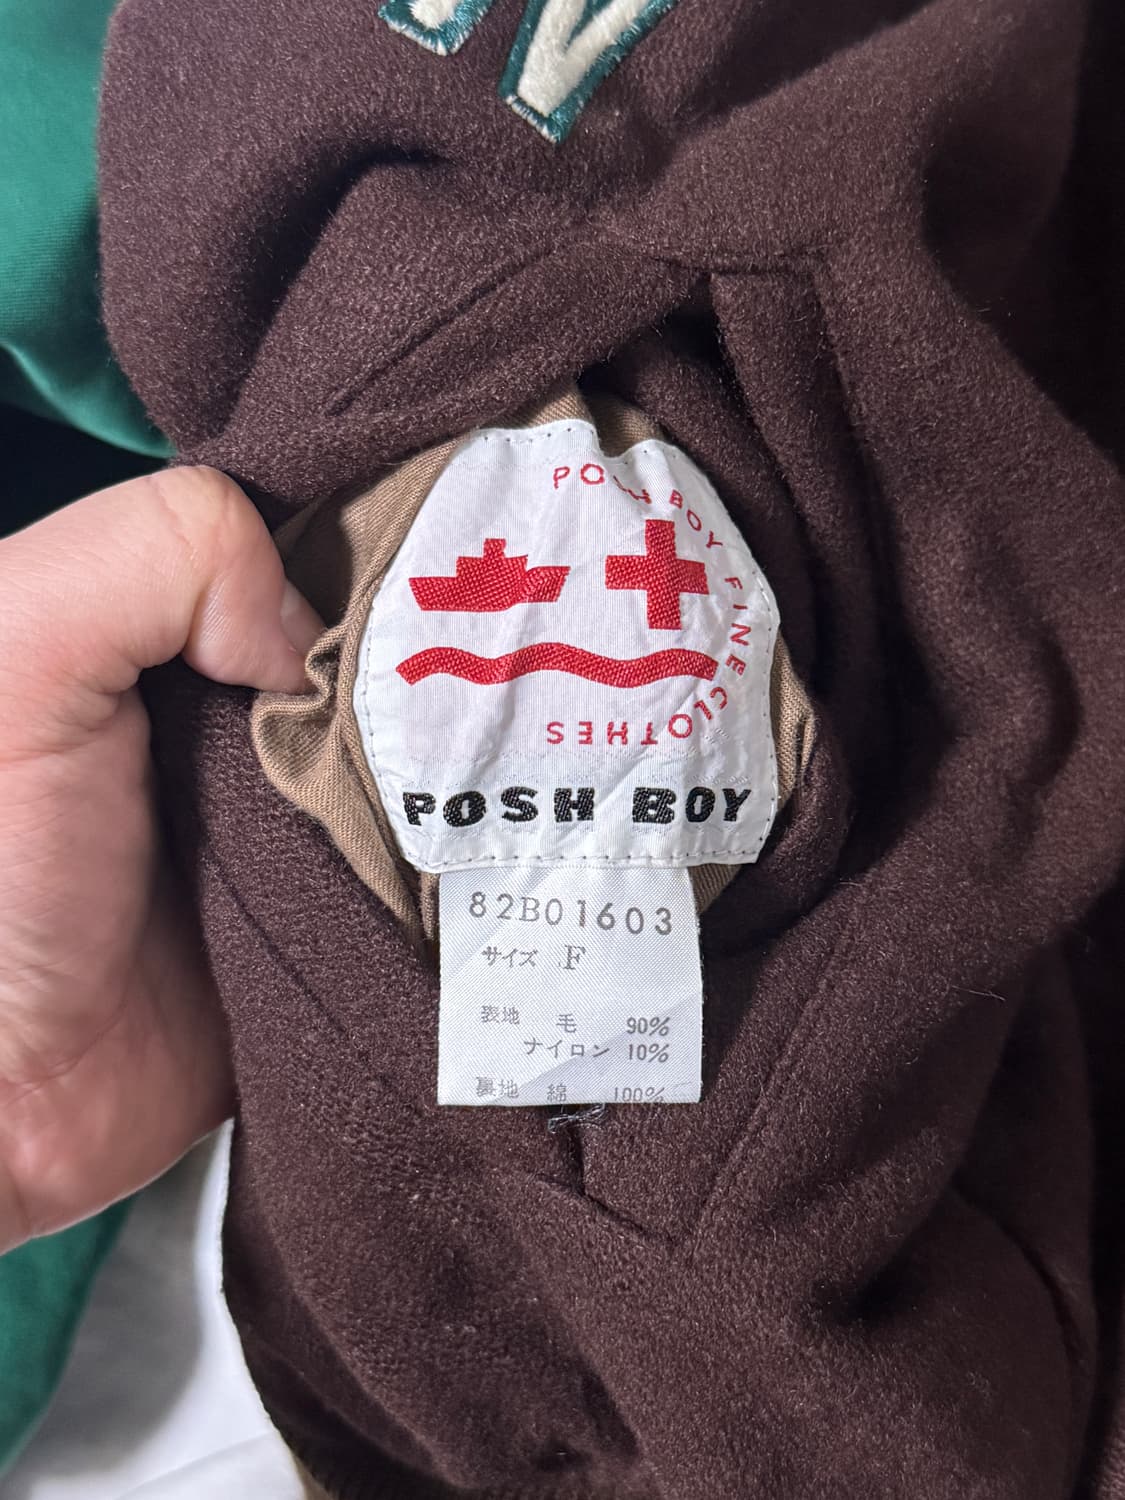 POSH BOY FINE CLOTHES
POSH BOY
82B01603
サイズ F
表地 毛 90%
ナイロン 10%
裏地 綿 100%